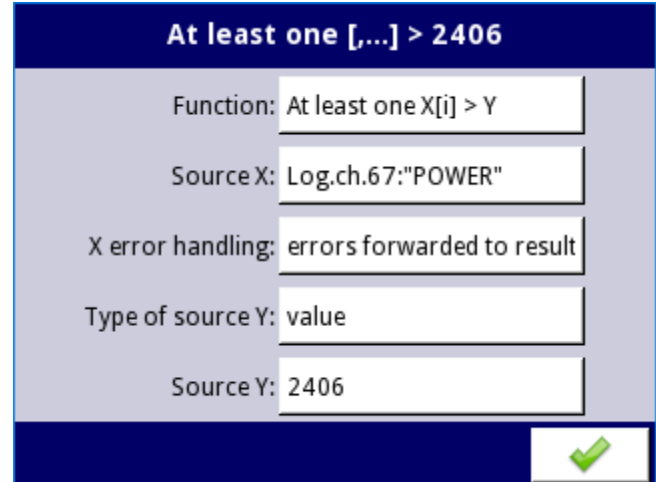 At least one [,...] > 2406
Function: At least one X[i] > Y
Source X: Log.ch.67:"POWER"
X error handling: errors forwarded to result
Type of source Y: value
Source Y: 2406